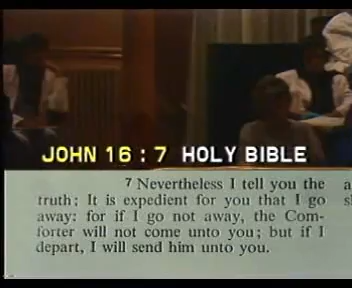 JOHN 16 : 7 HOLY BIBLE
7 Nevertheless I tell you the
truth; It is expedient for you that I go
away: for if I go not away, the Com-
forter will not come unto you; but if I
depart, I will send him unto you.